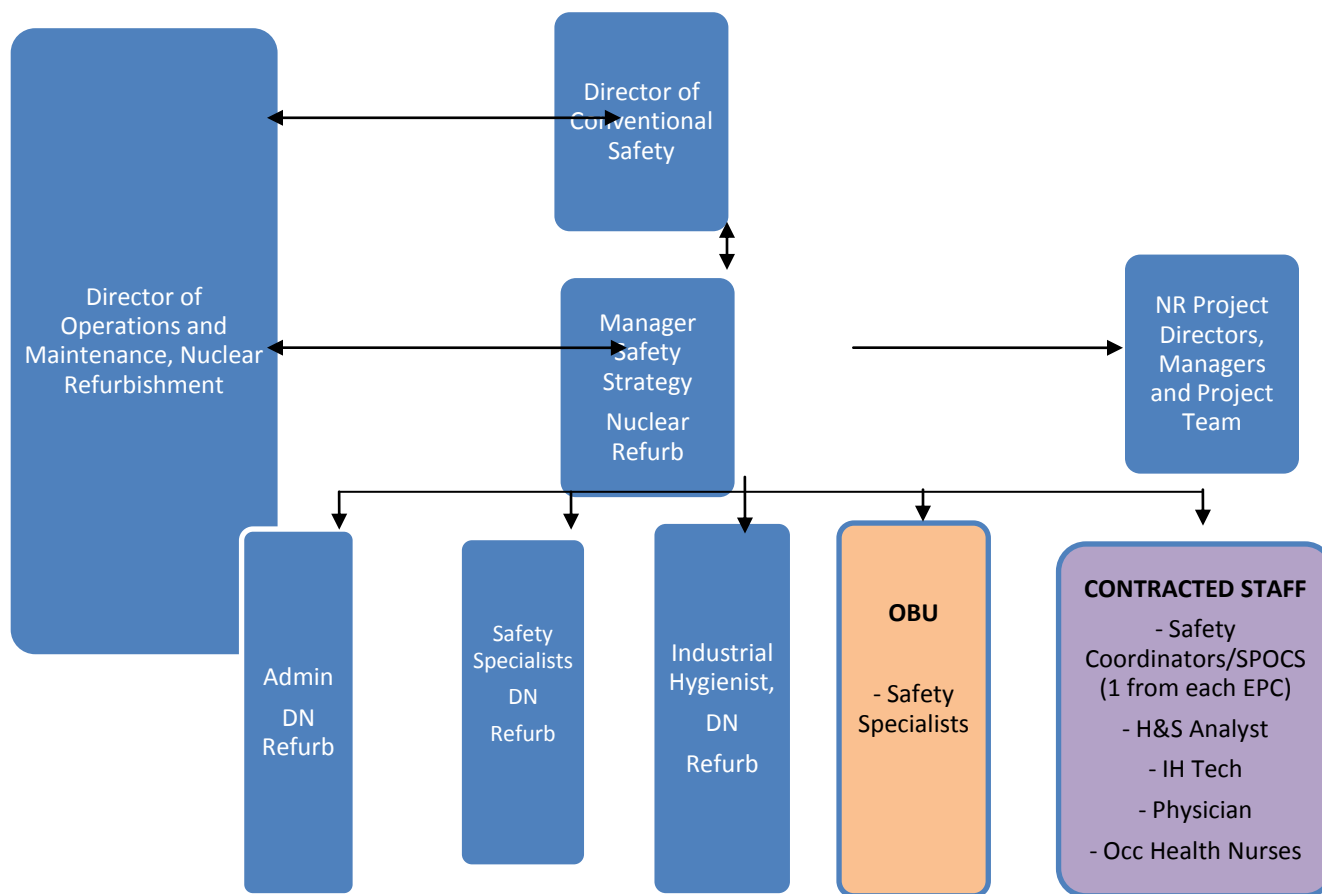 Director of
Conventional
Safety
Director of
Operations and
Maintenance, Nuclear
Refurbishment
Manager
Safety
Strategy
Nuclear
Refurb
NR Project
Directors,
Managers
and Project
Team
Admin
DN
Refurb
Safety
Specialists
DN
Refurb
Industrial
Hygienist,
DN
Refurb
OBU
- Safety
Specialists
CONTRACTED STAFF
- Safety
Coordinators/SPOCS
(1 from each EPC)
- H&S Analyst
- IH Tech
- Physician
- Occ Health Nurses